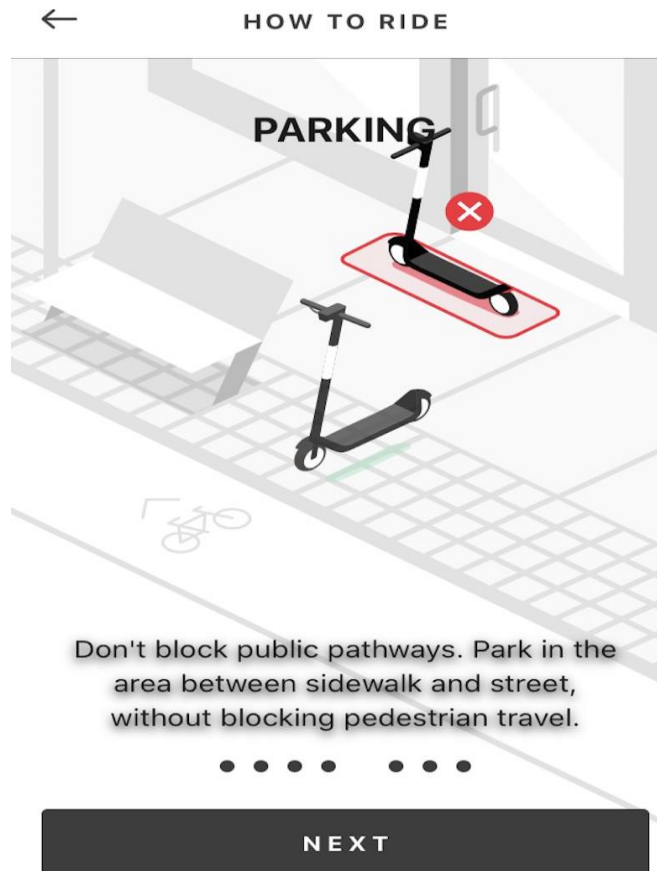 HOW TO RIDE
PARKING
Don't block public pathways. Park in the
area between sidewalk and street,
without blocking pedestrian travel.
NEXT